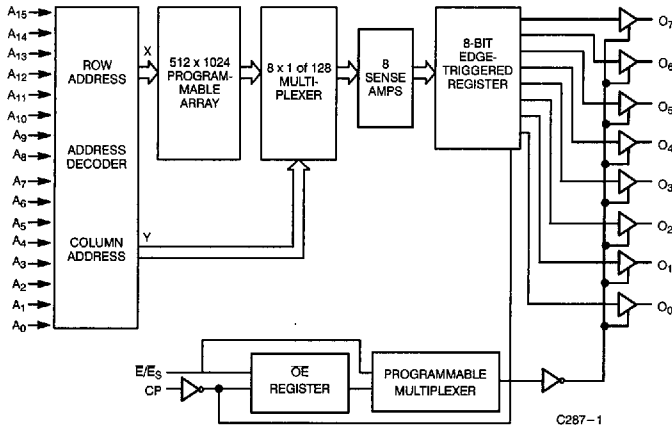 A15
A14
A13
A12
A11
A10
A9
A8
A7
A6
A5
A4
A3
A2
A1
A0
ROW
ADDRESS
ADDRESS
DECODER
COLUMN
ADDRESS
X
Y
512 x 1024
PROGRAM-
MABLE
ARRAY
8 x 1 of 128
MULTI-
PLEXER
8
SENSE
AMPS
8-BIT
EDGE-
TRIGGERED
REGISTER
O7
O6
O5
O4
O3
O2
O1
O0
E̅/E̅S
CP
O̅E̅
REGISTER
PROGRAMMABLE
MULTIPLEXER
C287-1